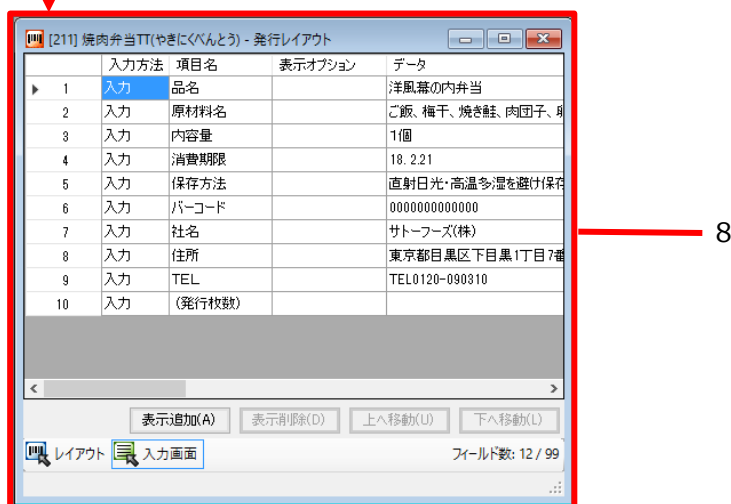 [211] 焼肉弁当TT(やきにくべんとう) - 発行レイアウト
入力方法 項目名 表示オプション データ
1 入力 品名 洋風幕の内弁当
2 入力 原材料名 ご飯、梅干、焼き鮭、肉団子、
3 入力 内容量 1個
4 入力 消費期限 18. 2.21
5 入力 保存方法 直射日光・高温多湿を避け保存
6 入力 バーコード 0000000000000
7 入力 社名 サトーフーズ(株)
8 入力 住所 東京都目黒区下目黒1丁目7番
9 入力 TEL TEL0120-090310
10 入力 (発行枚数)
8
表示追加(A) 表示削除(D) 上へ移動(U) 下へ移動(L)
レイアウト 入力画面 フィールド数: 12 / 99